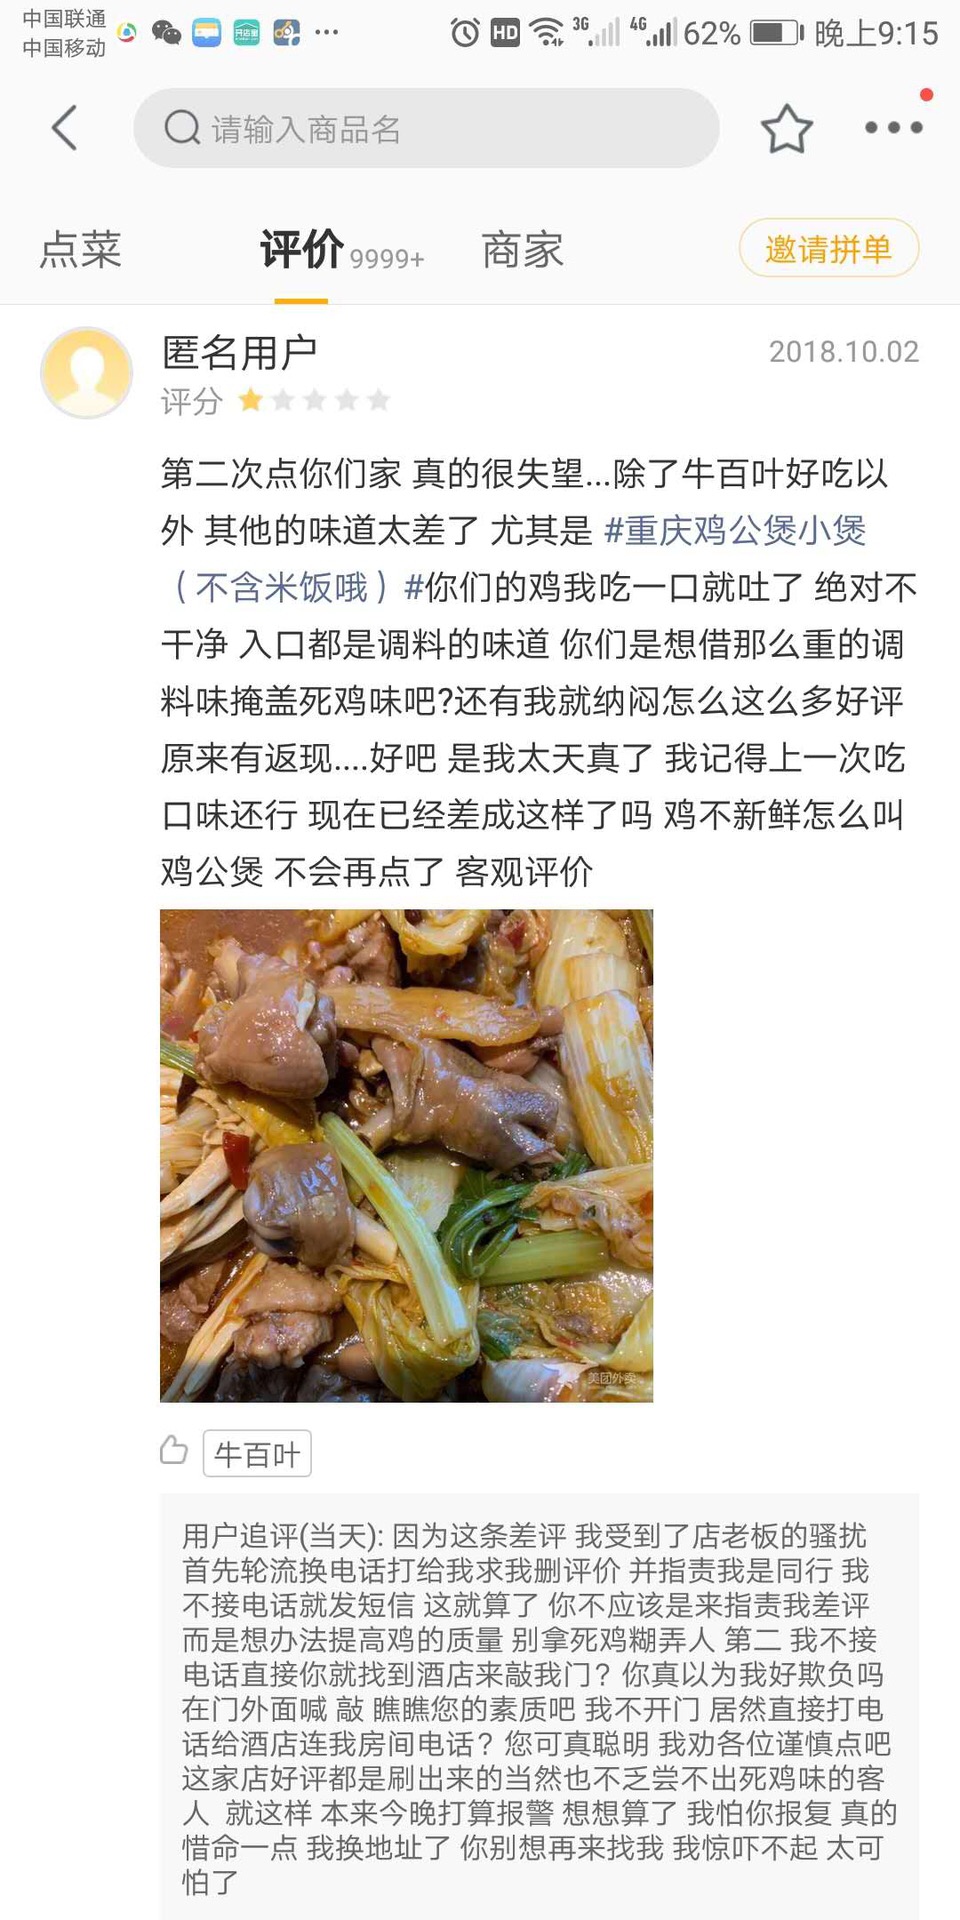 中国联通
中国移动
HD 3G 4G 62% 晚上9:15
请输入商品名
点菜 评价 9999+ 商家 邀请拼单
匿名用户 2018.10.02
评分
第二次点你们家 真的很失望...除了牛百叶好吃以
外 其他的味道太差了 尤其是 #重庆鸡公煲小煲
（不含米饭哦）#你们的鸡我吃一口就吐了 绝对不
干净 入口都是调料的味道 你们是想借那么重的调
料味掩盖死鸡味吧?还有我就纳闷怎么这么多好评
原来有返现....好吧 是我太天真了 我记得上一次吃
口味还行 现在已经差成这样了吗 鸡不新鲜怎么叫
鸡公煲 不会再点了 客观评价
美团外卖
牛百叶
用户追评(当天): 因为这条差评 我受到了店老板的骚扰
首先轮流换电话打给我求我删评价 并指责我是同行 我
不接电话就发短信 这就算了 你不应该是来指责我差评
而是想办法提高鸡的质量 别拿死鸡糊弄人 第二 我不接
电话直接你就找到酒店来敲我门？你真以为我好欺负吗
在门外面喊 敲 瞧瞧您的素质吧 我不开门 居然直接打电
话给酒店连我房间电话？您可真聪明 我劝各位谨慎点吧
这家店好评都是刷出来的当然也不乏尝不出死鸡味的客
人 就这样 本来今晚打算报警 想想算了 我怕你报复 真的
惜命一点 我换地址了 你别想再来找我 我惊吓不起 太可
怕了